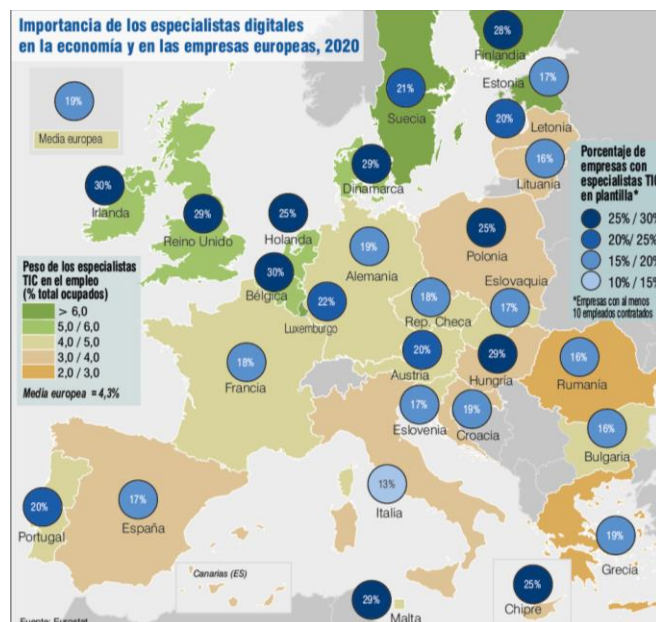 Importancia de los especialistas digitales
en la economía y en las empresas europeas, 2020
19%
Media europea
28%
Finlandia
17%
Estonia
21%
Suecia
20%
Letonia
16%
Lituania
29%
Dinamarca
30%
Irlanda
29%
Reino Unido
25%
Holanda
Porcentaje de
empresas con
especialistas TIC
en plantilla*
25% / 30%
20%/ 25%
15% / 20%
10% / 15%
*Empresas con al menos
10 empleados contratados
Peso de los especialistas
TIC en el empleo
(% total ocupados)
> 6,0
5,0 / 6,0
4,0 / 5,0
3,0 / 4,0
2,0 / 3,0
Media europea = 4,3%
30%
Bélgica
19%
Alemania
25%
Polonia
22%
Luxemburgo
18%
Rep. Checa
Eslovaquia
17%
18%
Francia
20%
Austria
29%
Hungría
16%
Rumanía
17%
Eslovenia
19%
Croacia
16%
Bulgaria
20%
Portugal
17%
España
13%
Italia
19%
Grecia
Canarias (ES)
29%
Malta
25%
Chipre
Fuente: Eurostat